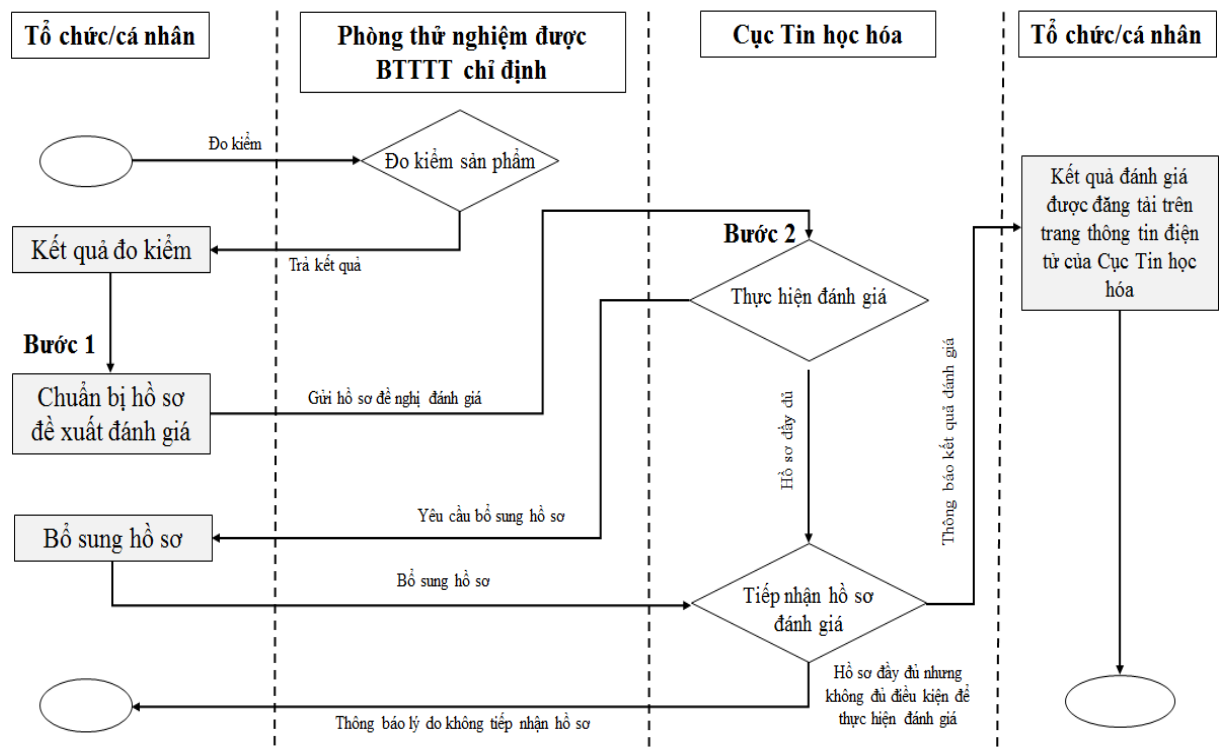 Tổ chức/cá nhân
Phòng thử nghiệm được
BTTTT chỉ định
Cục Tin học hóa
Tổ chức/cá nhân
Đo kiểm
Đo kiểm sản phẩm
Kết quả đo kiểm
Trả kết quả
Bước 1
Chuẩn bị hồ sơ
đề xuất đánh giá
Gửi hồ sơ đề nghị đánh giá
Bước 2
Thực hiện đánh giá
Hồ sơ đầy đủ
Yêu cầu bổ sung hồ sơ
Bổ sung hồ sơ
Bổ sung hồ sơ
Tiếp nhận hồ sơ
đánh giá
Thông báo kết quả đánh giá
Kết quả đánh giá
được đăng tải trên
trang thông tin điện
tử của Cục Tin học
hóa
Hồ sơ đầy đủ nhưng
không đủ điều kiện để
thực hiện đánh giá
Thông báo lý do không tiếp nhận hồ sơ